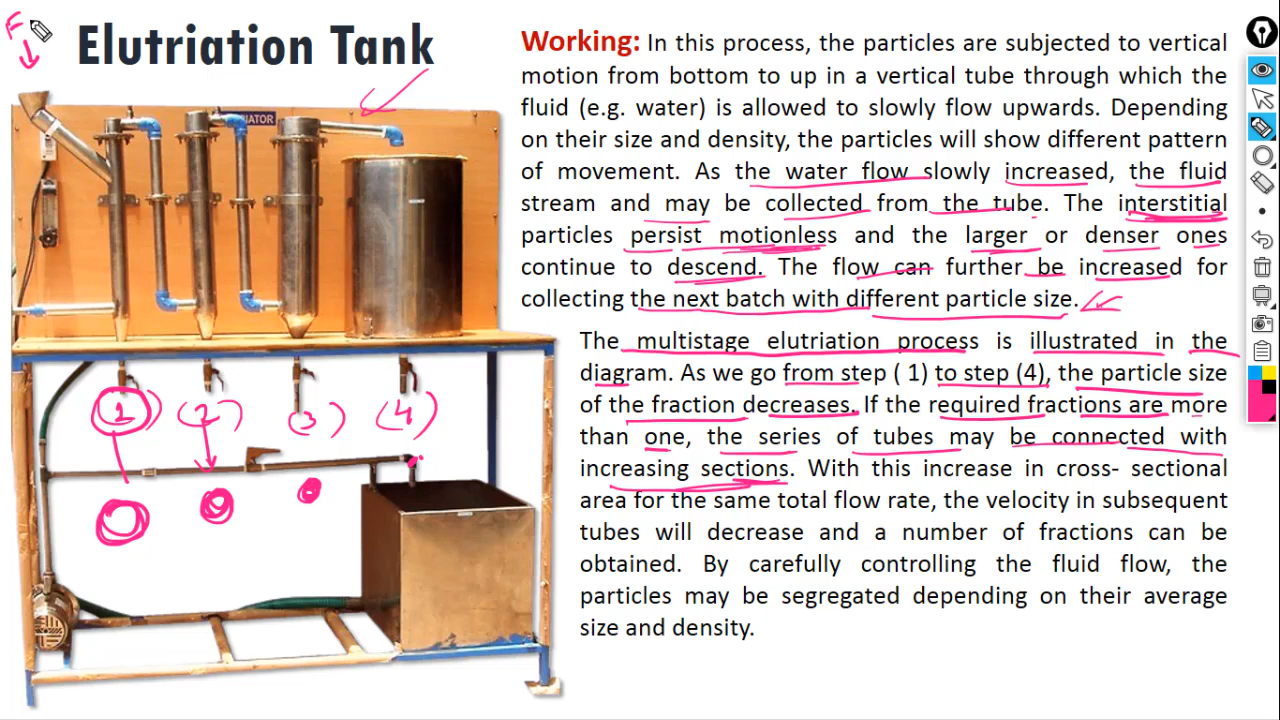 F
Elutriation Tank
Working: In this process, the particles are subjected to vertical
motion from bottom to up in a vertical tube through which the
fluid (e.g. water) is allowed to slowly flow upwards. Depending
on their size and density, the particles will show different pattern
of movement. As the water flow slowly increased, the fluid
stream and may be collected from the tube. The interstitial
particles persist motionless and the larger or denser ones
continue to descend. The flow can further be increased for
collecting the next batch with different particle size.
The multistage elutriation process is illustrated in the
diagram. As we go from step ( 1) to step (4), the particle size
of the fraction decreases. If the required fractions are more
than one, the series of tubes may be connected with
increasing sections. With this increase in cross- sectional
area for the same total flow rate, the velocity in subsequent
tubes will decrease and a number of fractions can be
obtained. By carefully controlling the fluid flow, the
particles may be segregated depending on their average
size and density.
(1) (2) (3) (4)